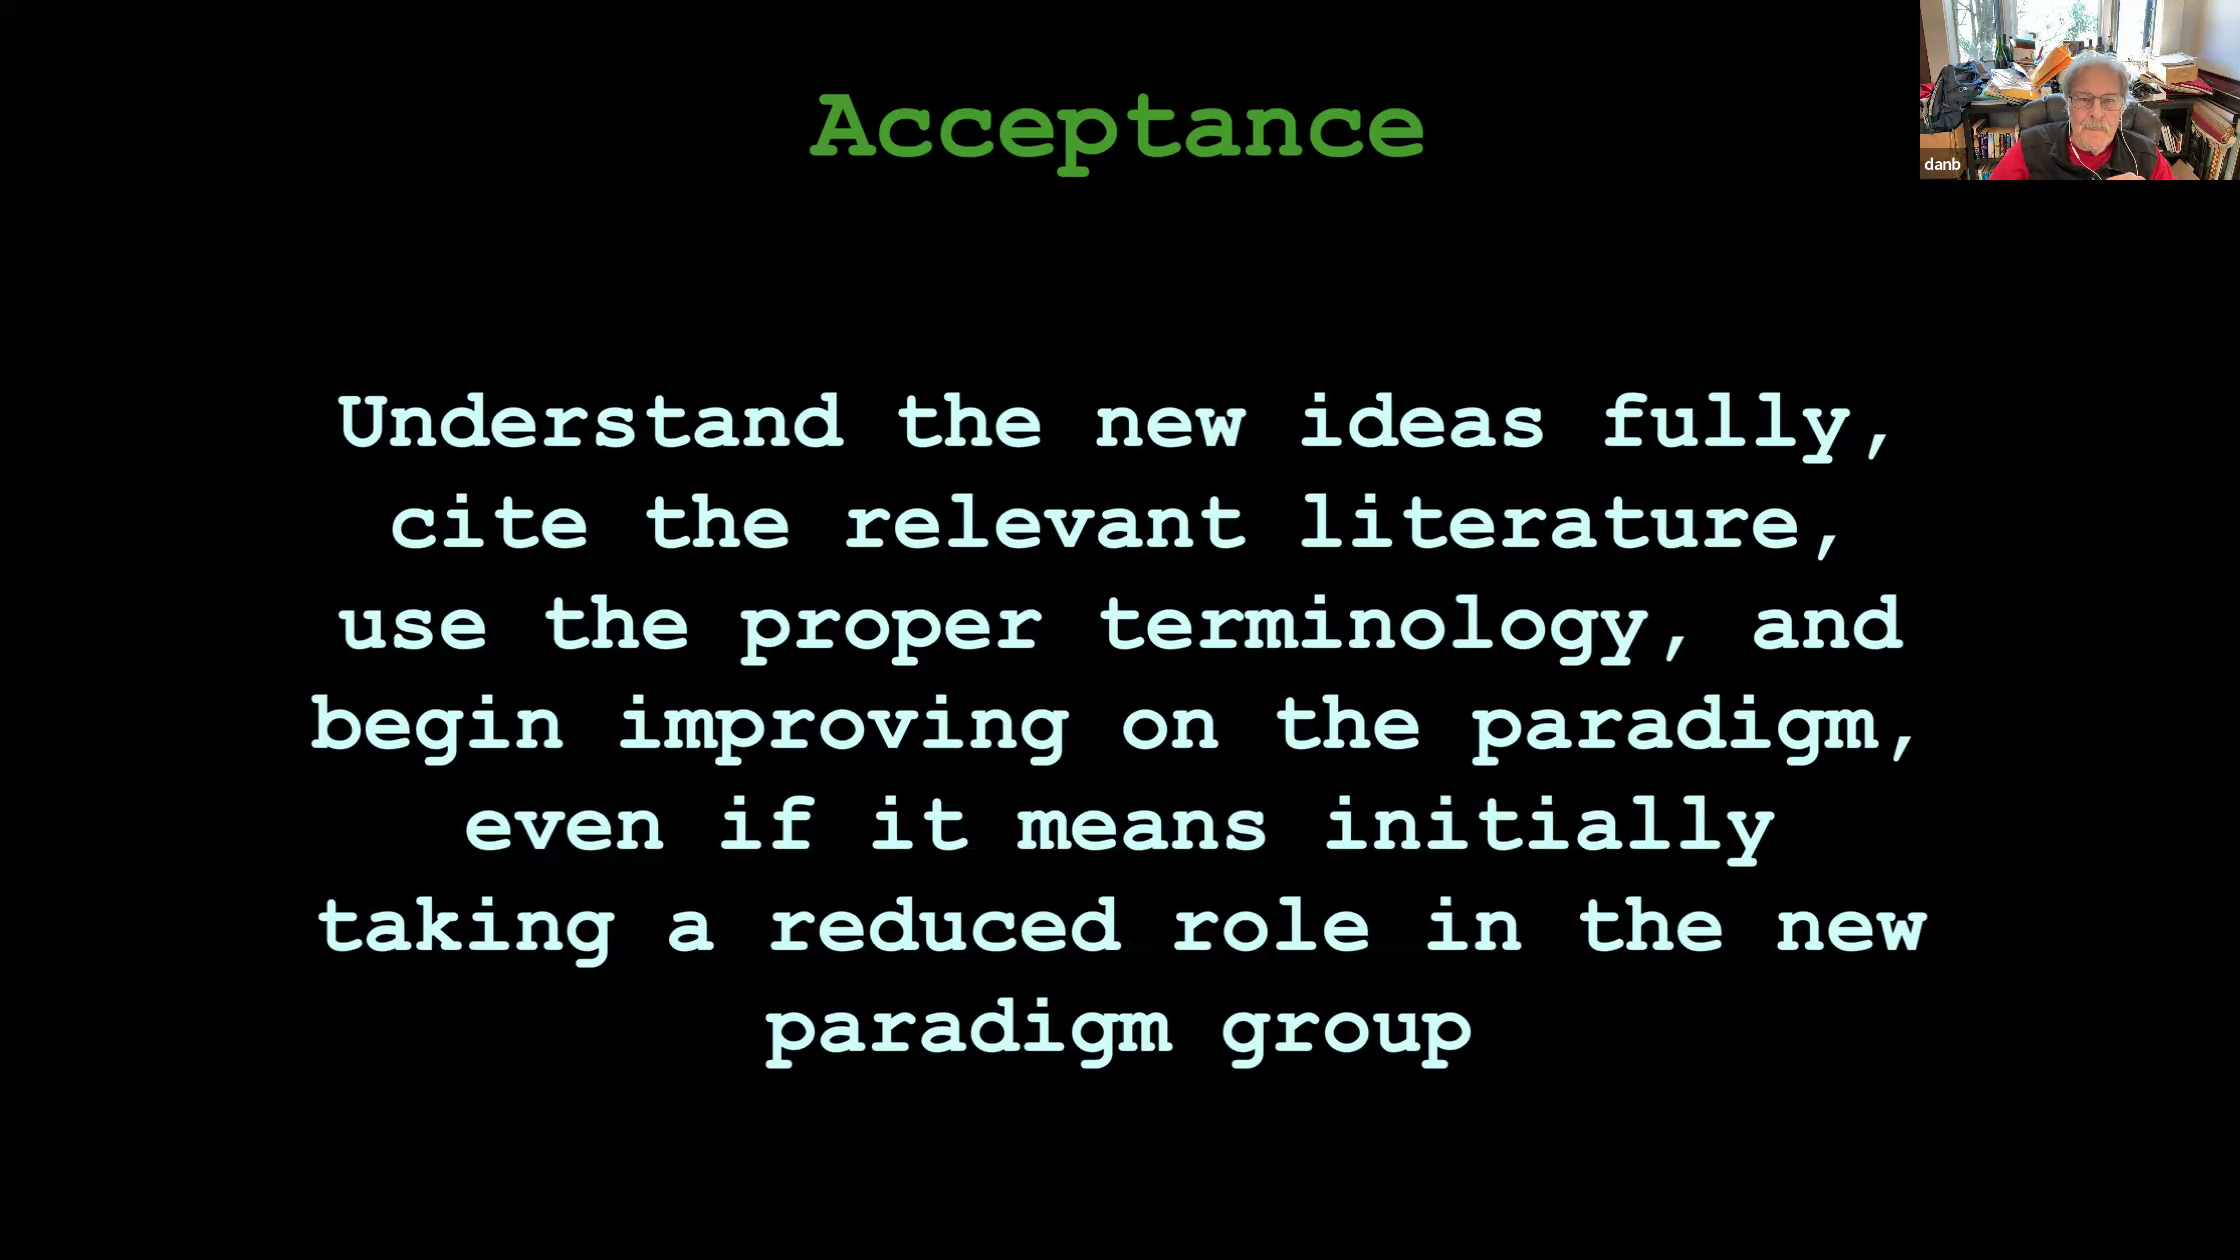 Acceptance
danb
Understand the new ideas fully,
cite the relevant literature,
use the proper terminology, and
begin improving on the paradigm,
even if it means initially
taking a reduced role in the new
paradigm group